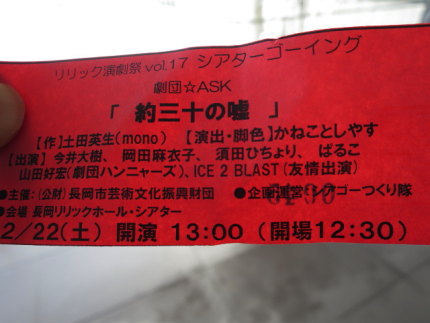 リリック演劇祭vol.17 シアターゴーイング
劇団☆ASK
「 約三十の嘘 」
【作】土田英生(mono) 【演出・脚色】かねことしやす
【出演】今井大樹、岡田麻衣子、須田ひちょり、ぱるこ
山田好宏(劇団ハンニャーズ)、ICE 2 BLAST(友情出演)
●主催:(公財)長岡市芸術文化振興財団 ●企画運営:シアゴーつくり隊
●会場 長岡リリックホール・シアター
2/22(土) 開演 13:00 (開場12:30)